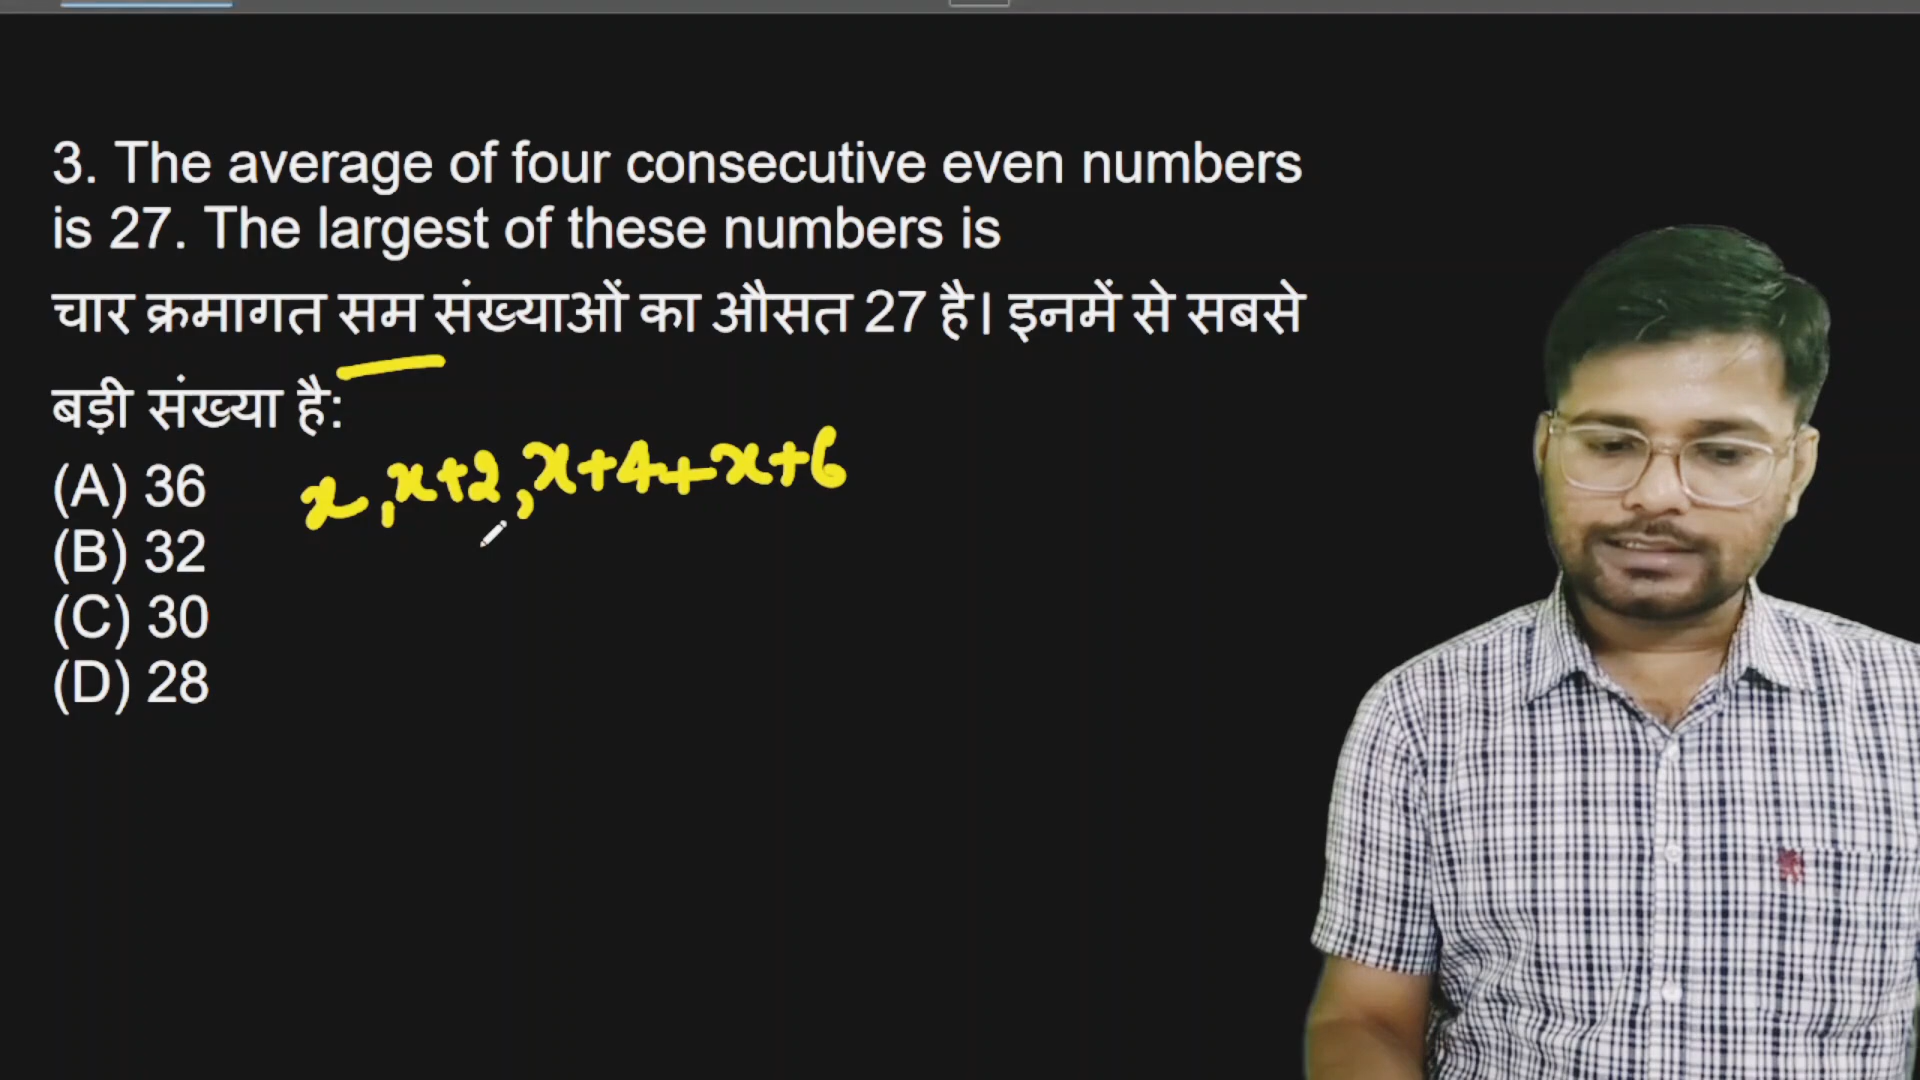 3. The average of four consecutive even numbers
is 27. The largest of these numbers is
चार क्रमागत सम संख्याओं का औसत 27 है। इनमें से सबसे
बड़ी संख्या है:
(A) 36
x, x+2, x+4+x+6
(B) 32
(C) 30
(D) 28